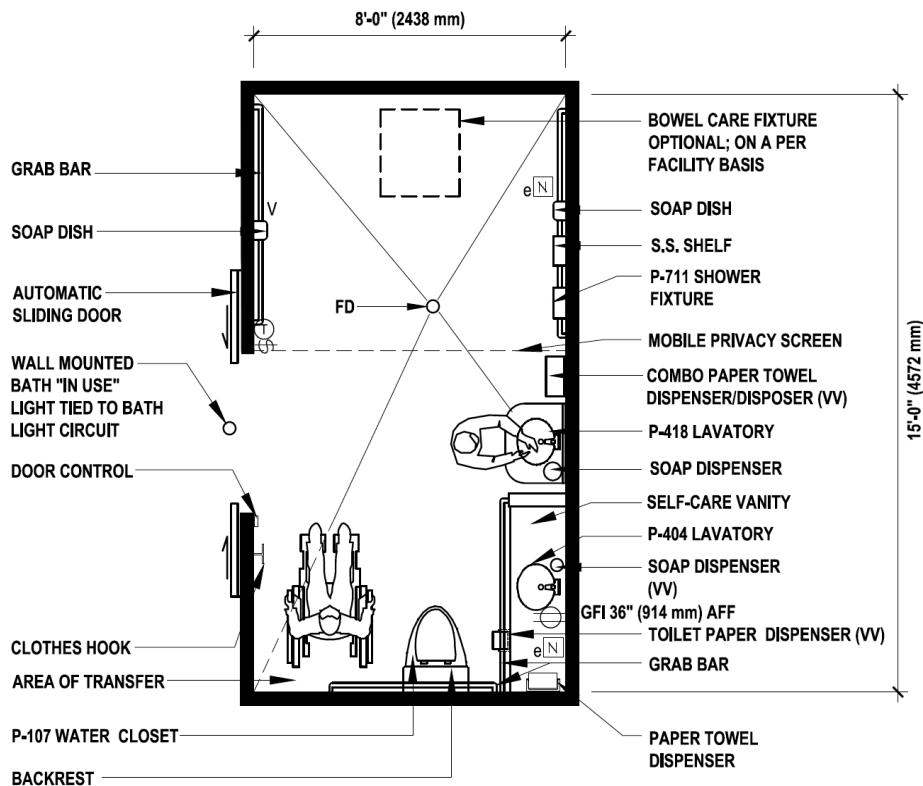 8'-0" (2438 mm)
15'-0" (4572 mm)
GRAB BAR
SOAP DISH
AUTOMATIC
SLIDING DOOR
WALL MOUNTED
BATH "IN USE"
LIGHT TIED TO BATH
LIGHT CIRCUIT
DOOR CONTROL
CLOTHES HOOK
AREA OF TRANSFER
P-107 WATER CLOSET
BACKREST
V
FD
T
S
e N
e N
BOWEL CARE FIXTURE
OPTIONAL; ON A PER
FACILITY BASIS
SOAP DISH
S.S. SHELF
P-711 SHOWER
FIXTURE
MOBILE PRIVACY SCREEN
COMBO PAPER TOWEL
DISPENSER/DISPOSER (VV)
P-418 LAVATORY
SOAP DISPENSER
SELF-CARE VANITY
P-404 LAVATORY
SOAP DISPENSER
(VV)
GFI 36" (914 mm) AFF
TOILET PAPER DISPENSER (VV)
GRAB BAR
PAPER TOWEL
DISPENSER